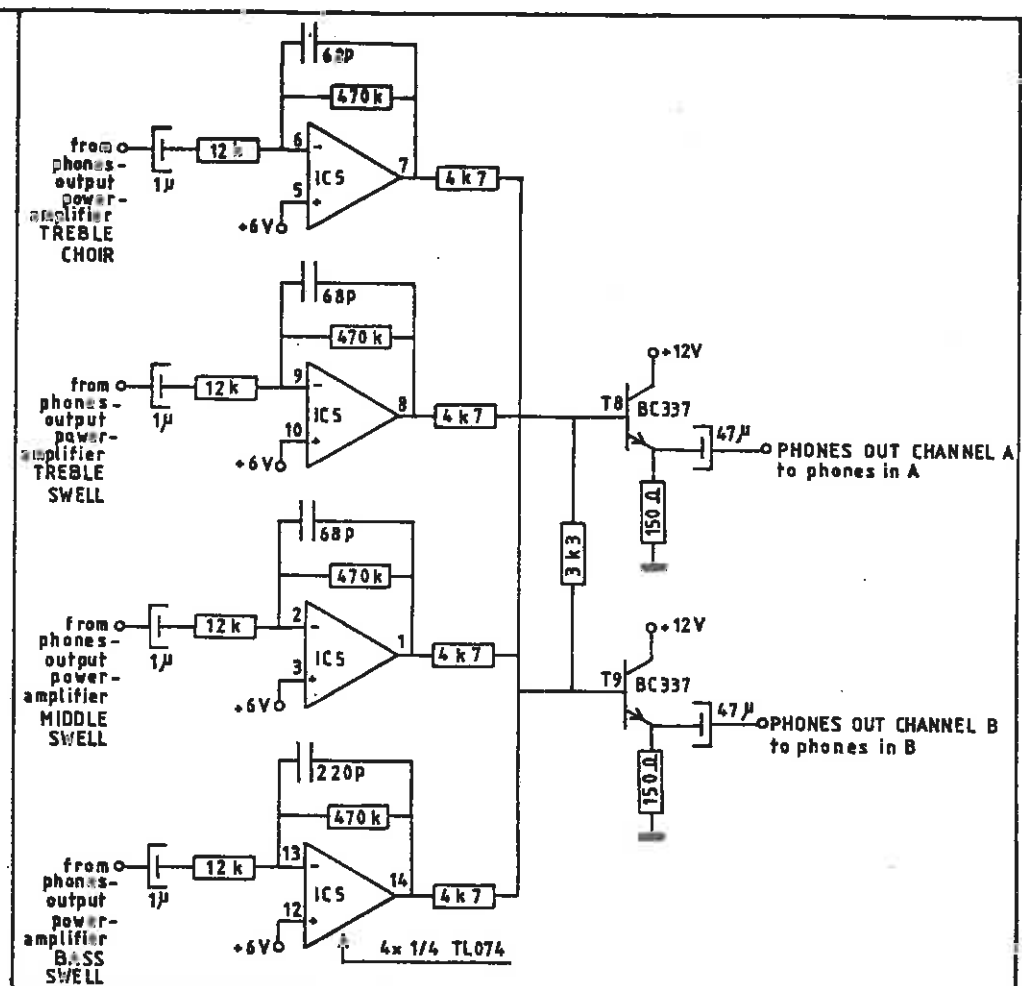 62p
470k
from
phones-
output
power-
amplifier
TREBLE
CHOIR
1µ
12k
6
-
7
IC5
5
+
+6V
4k7
68p
470k
from
phones-
output
power-
amplifier
TREBLE
SWELL
1µ
12k
9
-
8
IC5
10
+
+6V
4k7
+12V
T8
BC337
47µ
PHONES OUT CHANNEL A
to phones in A
150Ω
3k3
68p
470k
from
phones-
output
power-
amplifier
MIDDLE
SWELL
1µ
12k
2
-
1
IC5
3
+
+6V
4k7
+12V
T9
BC337
47µ
PHONES OUT CHANNEL B
to phones in B
150Ω
220p
470k
from
phones-
output
power-
amplifier
BASS
SWELL
1µ
12k
13
-
14
IC5
12
+
+6V
4k7
4x 1/4 TL074